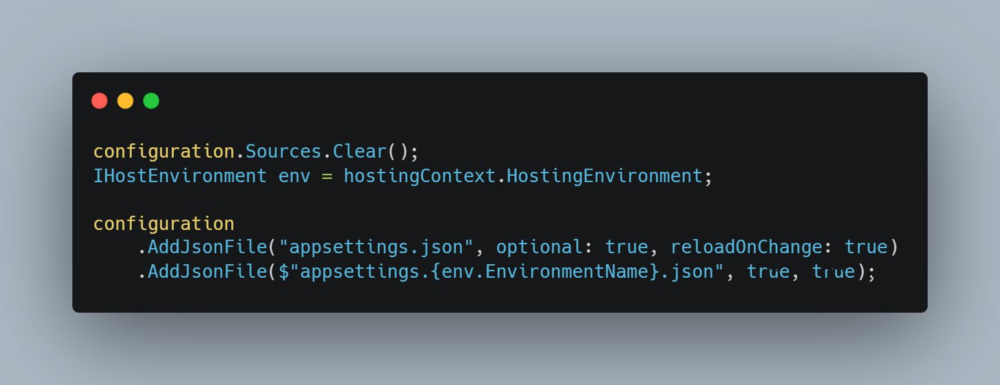 configuration.Sources.Clear();
IHostEnvironment env = hostingContext.HostingEnvironment;
configuration
.AddJsonFile("appsettings.json", optional: true, reloadOnChange: true)
.AddJsonFile($"appsettings.{env.EnvironmentName}.json", true, true);